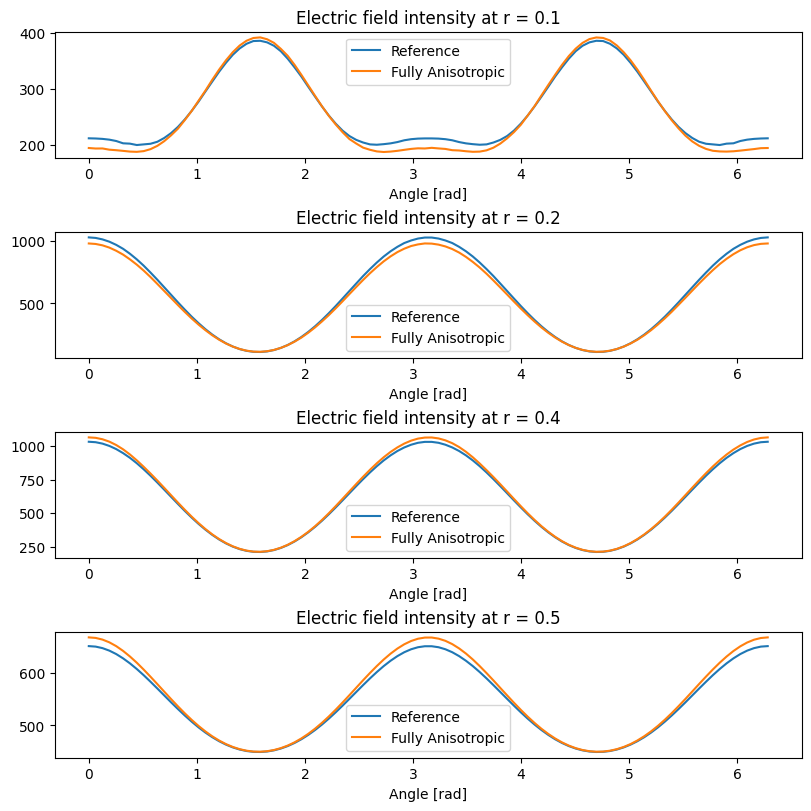 Electric field intensity at r = 0.1
400
300
200
Reference
Fully Anisotropic
0 1 2 3 4 5 6
Angle [rad]
Electric field intensity at r = 0.2
1000
500
Reference
Fully Anisotropic
0 1 2 3 4 5 6
Angle [rad]
Electric field intensity at r = 0.4
1000
750
500
250
Reference
Fully Anisotropic
0 1 2 3 4 5 6
Angle [rad]
Electric field intensity at r = 0.5
600
500
Reference
Fully Anisotropic
0 1 2 3 4 5 6
Angle [rad]